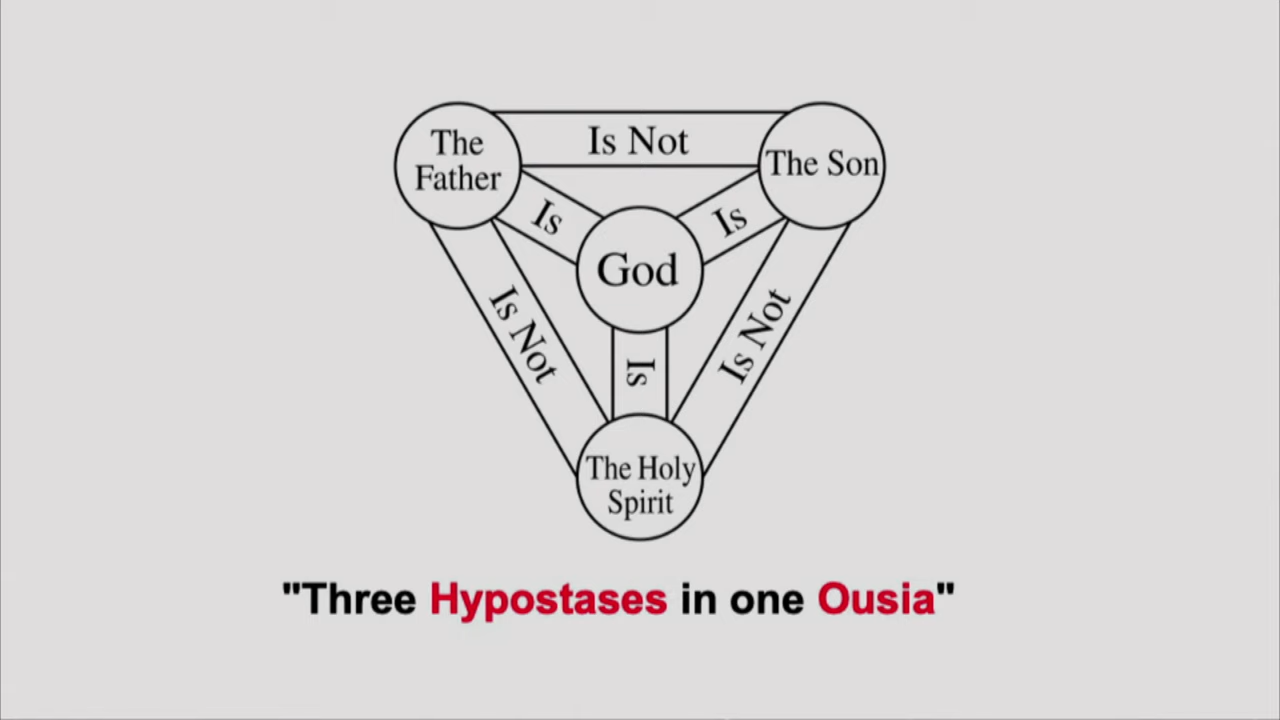 The
Father
Is Not
The Son
Is
Is
God
Is Not
Is Not
Is
The Holy
Spirit
"Three Hypostases in one Ousia"